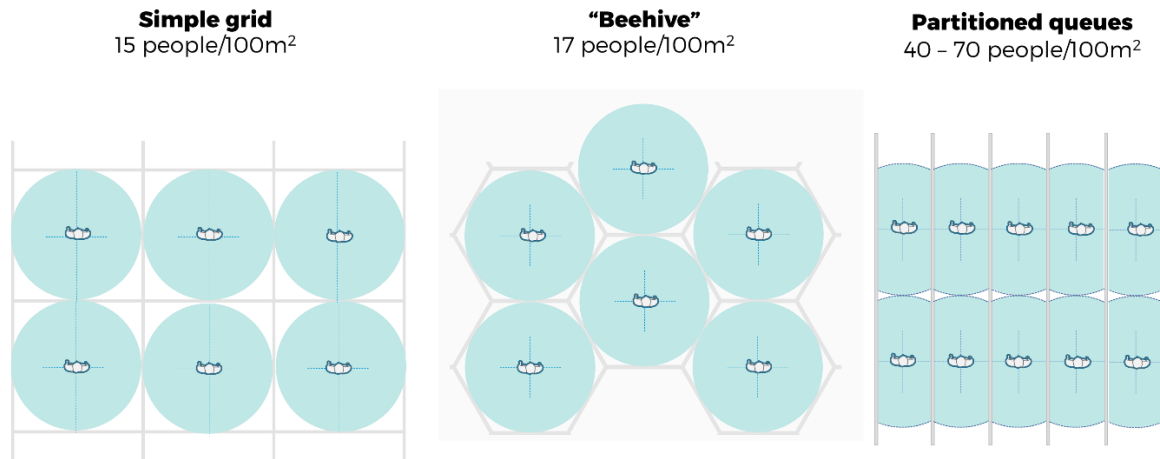 Simple grid
15 people/100m²
“Beehive”
17 people/100m²
Partitioned queues
40 – 70 people/100m²